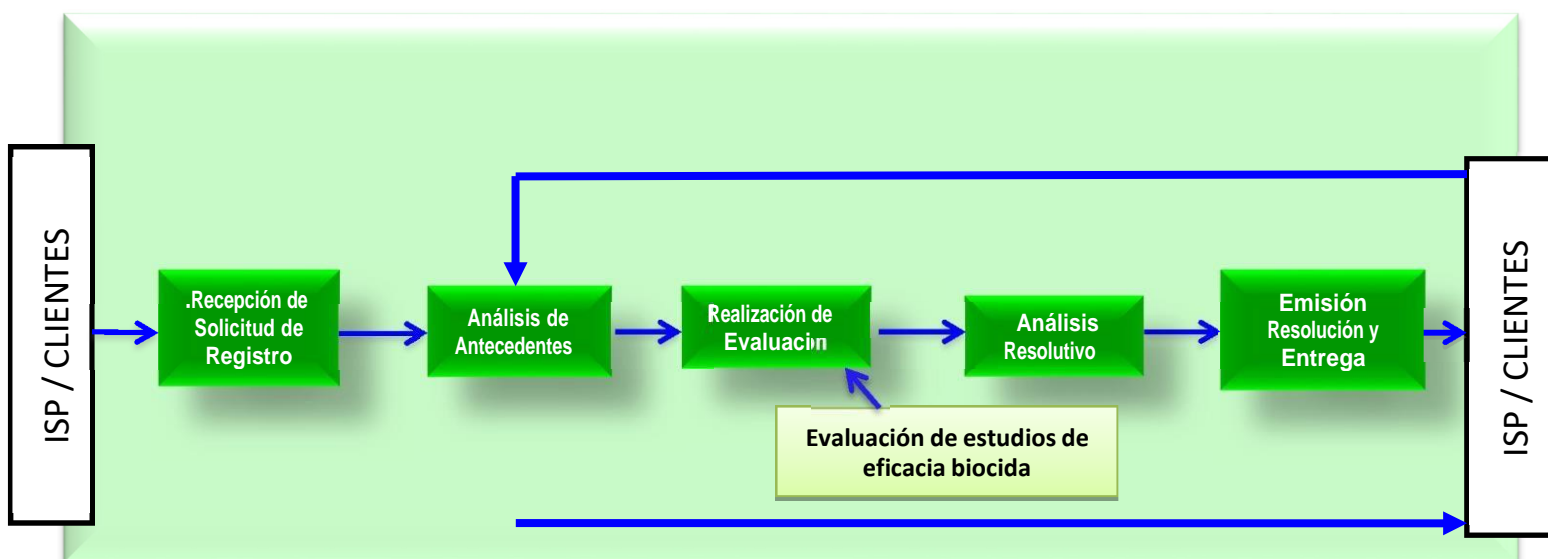 ISP / CLIENTES
.Recepción de
Solicitud de
Registro
Análisis de
Antecedentes
Realización de
Evaluacin
Análisis
Resolutivo
Emisión
Resolución y
Entrega
Evaluación de estudios de
eficacia biocida
ISP / CLIENTES